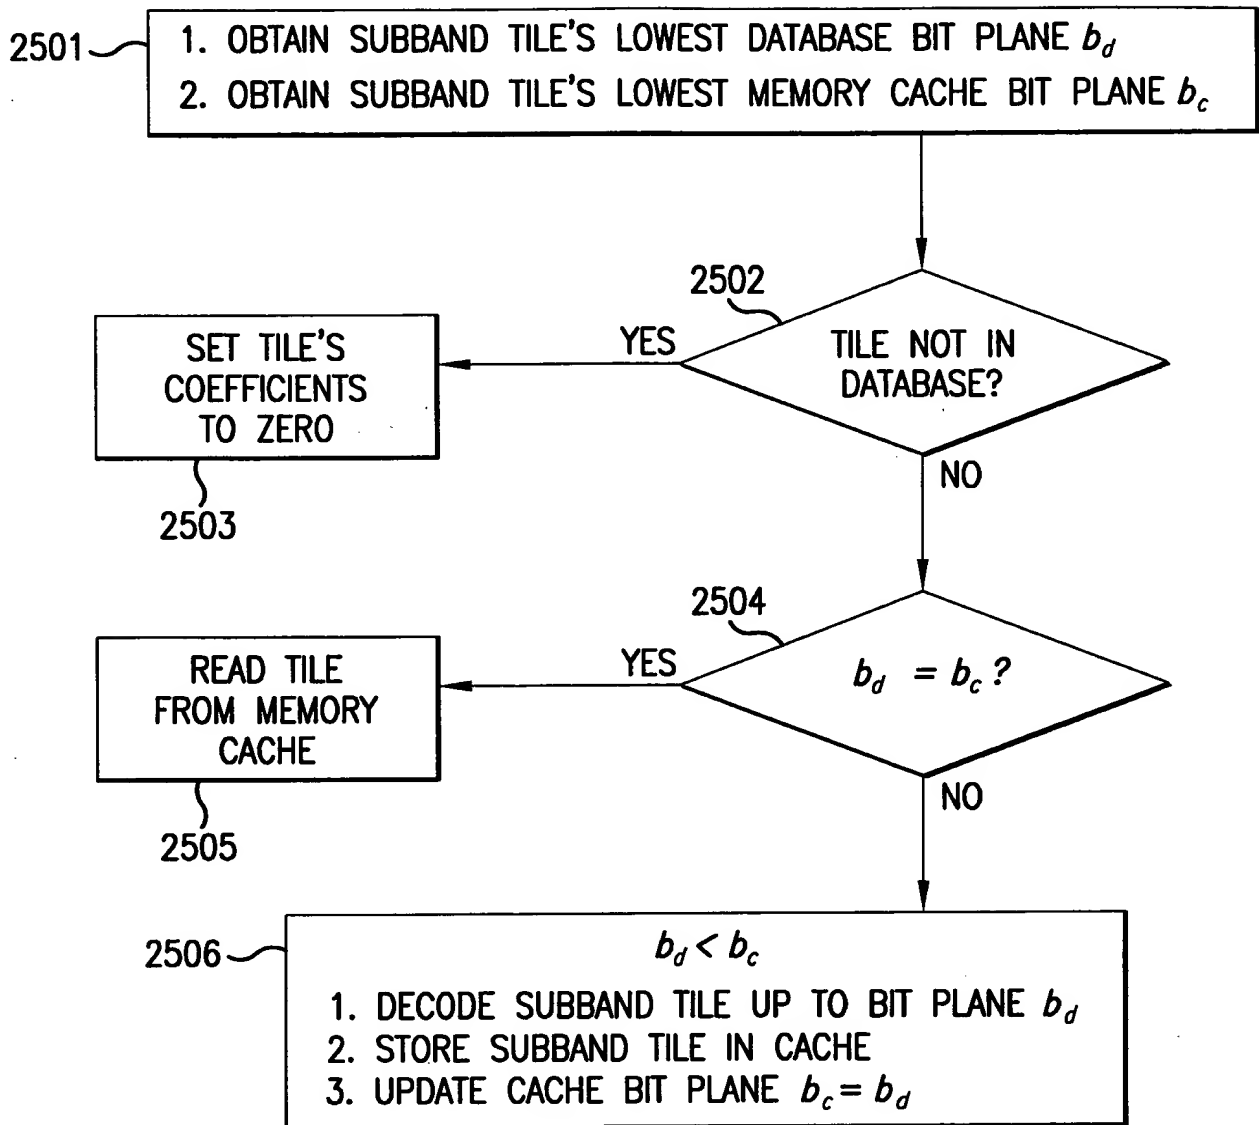 2501
1. OBTAIN SUBBAND TILE'S LOWEST DATABASE BIT PLANE b_d
2. OBTAIN SUBBAND TILE'S LOWEST MEMORY CACHE BIT PLANE b_c
2502
TILE NOT IN
DATABASE?
YES
NO
SET TILE'S
COEFFICIENTS
TO ZERO
2503
2504
b_d = b_c ?
YES
NO
READ TILE
FROM MEMORY
CACHE
2505
2506
b_d < b_c
1. DECODE SUBBAND TILE UP TO BIT PLANE b_d
2. STORE SUBBAND TILE IN CACHE
3. UPDATE CACHE BIT PLANE b_c = b_d